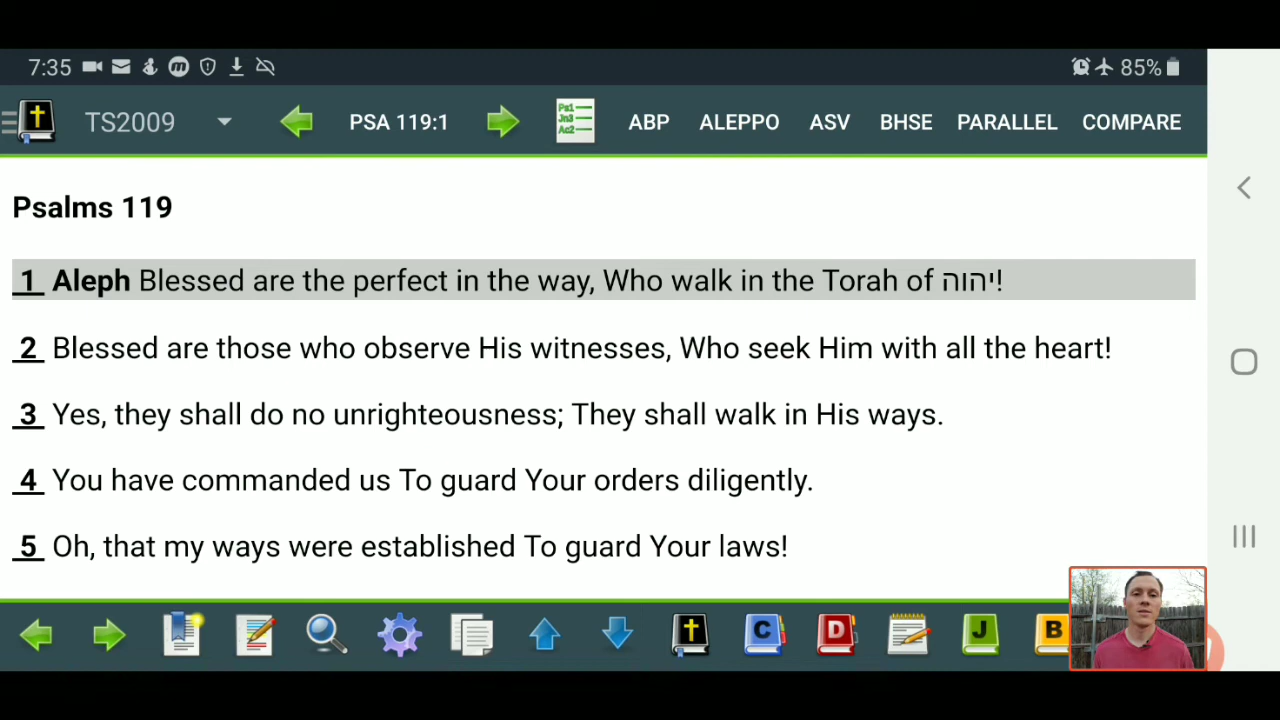 7:35
85%
TS2009
PSA 119:1
Ps1
Jn3
Ac2
ABP
ALEPPO
ASV
BHSE
PARALLEL
COMPARE
Psalms 119
1 Aleph Blessed are the perfect in the way, Who walk in the Torah of יהוה!
2 Blessed are those who observe His witnesses, Who seek Him with all the heart!
3 Yes, they shall do no unrighteousness; They shall walk in His ways.
4 You have commanded us To guard Your orders diligently.
5 Oh, that my ways were established To guard Your laws!
C
D
J
B